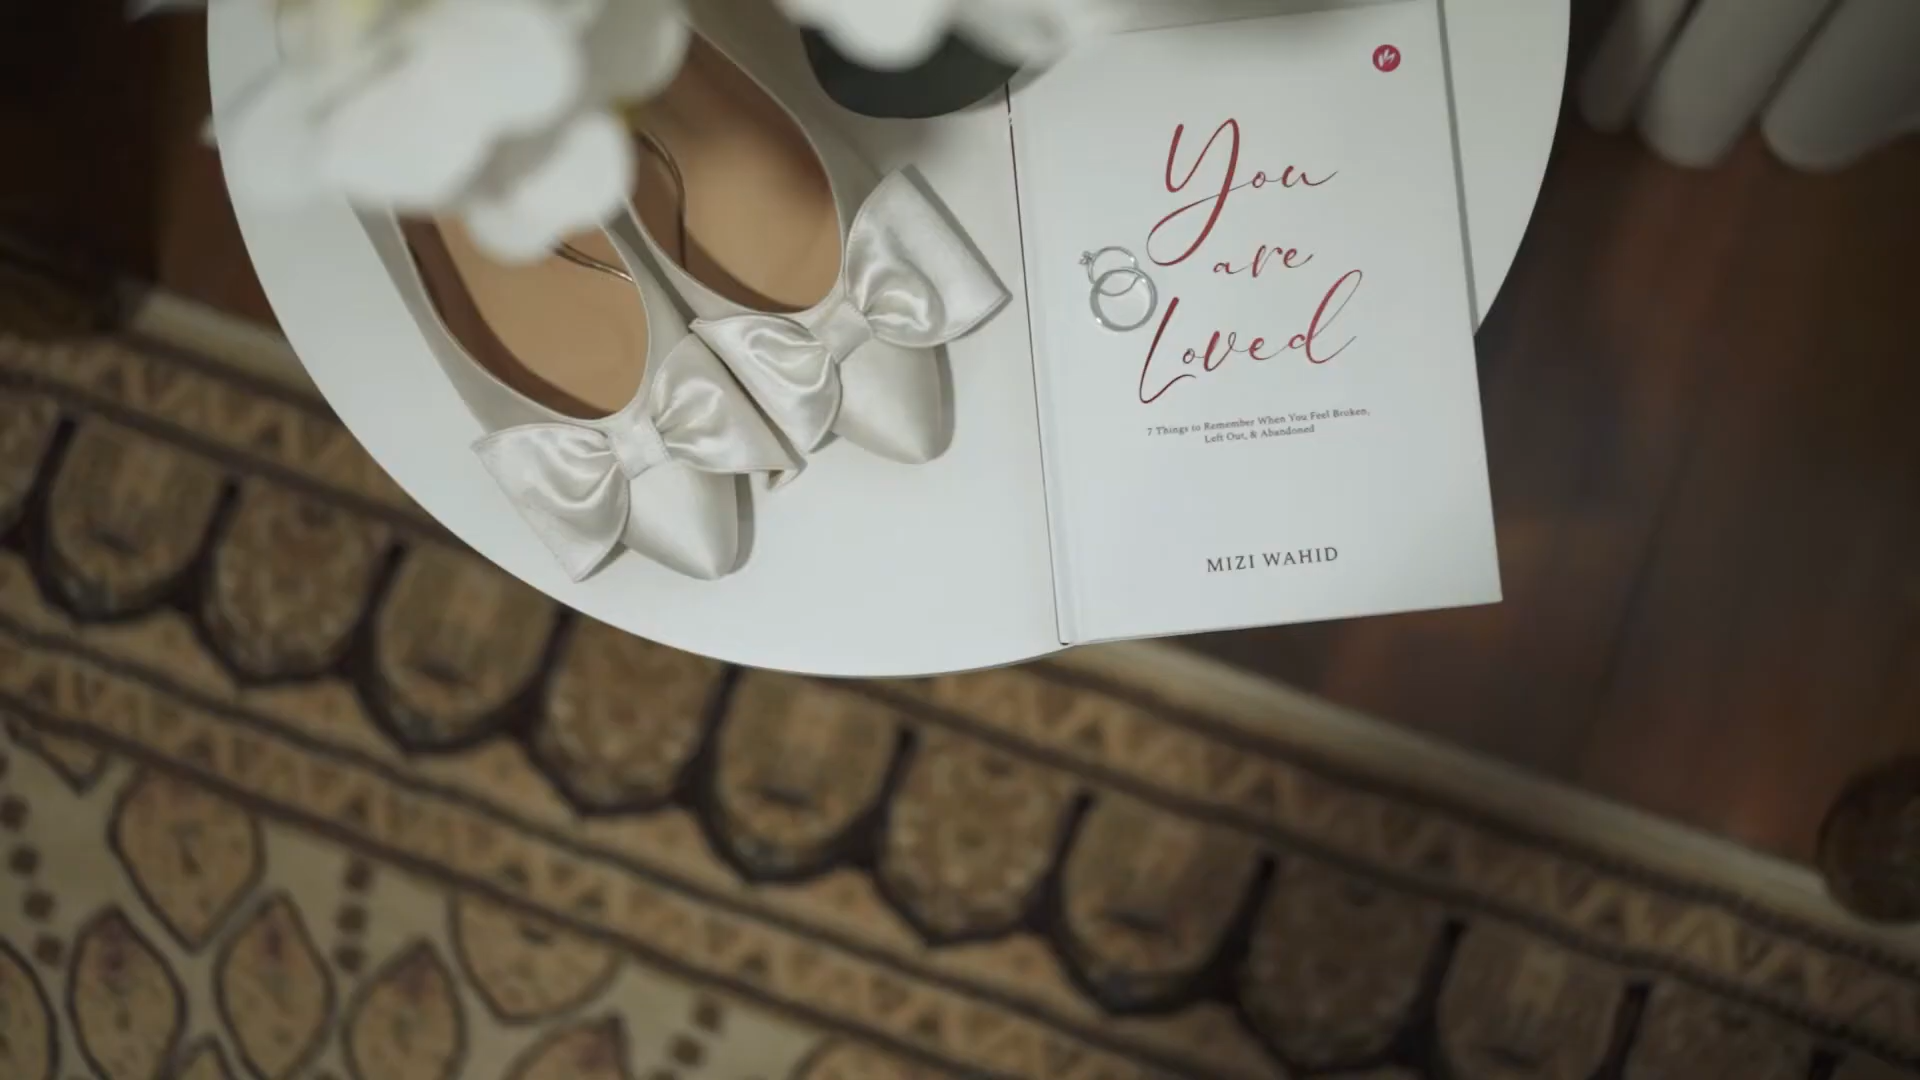 You
are
Loved
7 Things to Remember When You Feel Broken,
Left Out, & Abandoned
MIZI WAHID